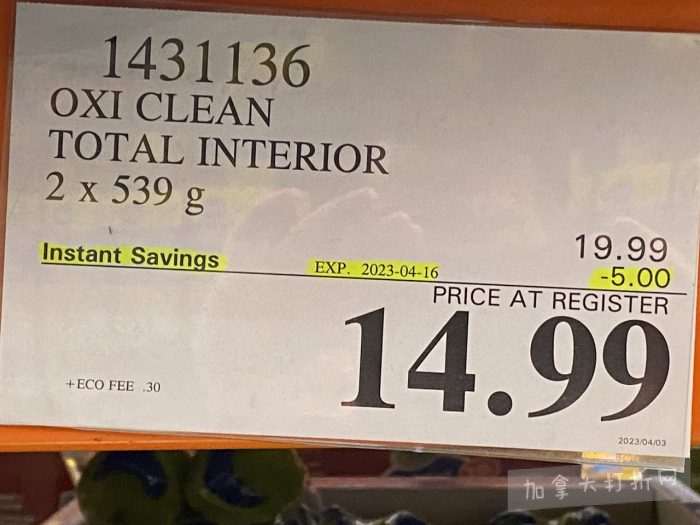 1431136
OXI CLEAN
TOTAL INTERIOR
2 x 539 g
19.99
Instant Savings EXP. 2023-04-16 -5.00
PRICE AT REGISTER
14.99
+ECO FEE .30
2023/04/03
加拿大打折网